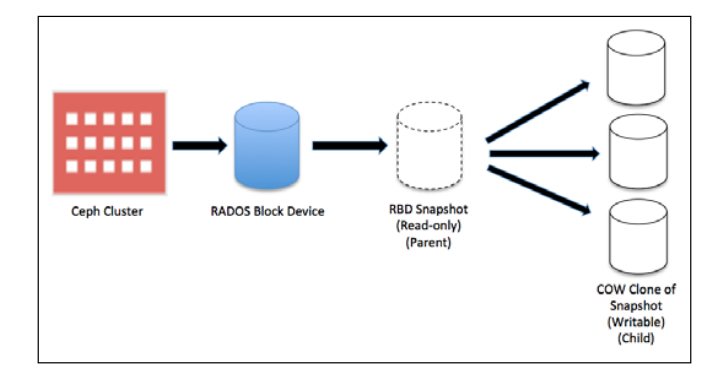 Ceph Cluster
RADOS Block Device
RBD Snapshot
(Read-only)
(Parent)
COW Clone of
Snapshot
(Writable)
(Child)